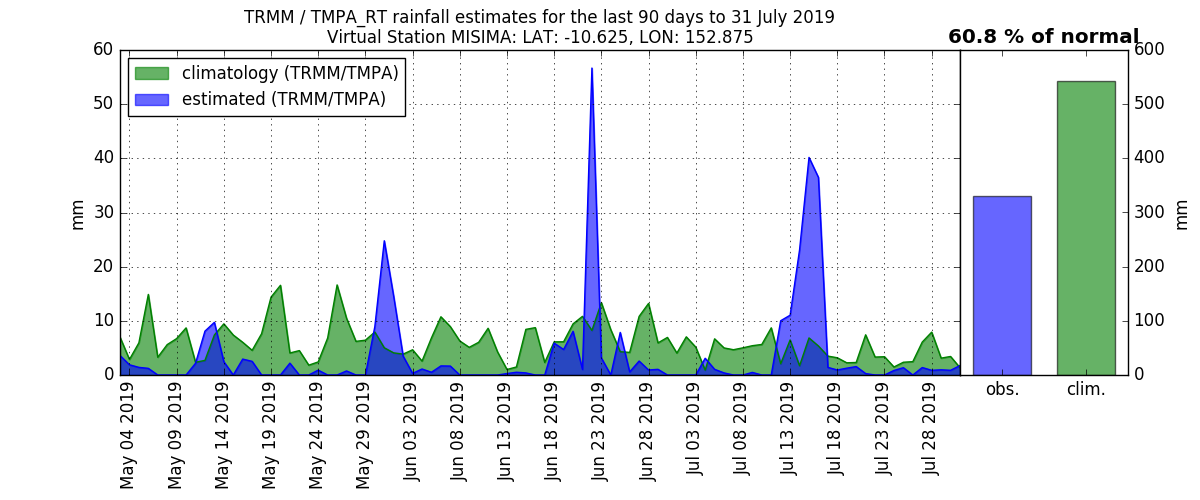 TRMM / TMPA_RT rainfall estimates for the last 90 days to 31 July 2019
Virtual Station MISIMA: LAT: -10.625, LON: 152.875
60.8 % of normal
climatology (TRMM/TMPA)
estimated (TRMM/TMPA)
mm
60
50
40
30
20
10
0
May 04 2019
May 09 2019
May 14 2019
May 19 2019
May 24 2019
May 29 2019
Jun 03 2019
Jun 08 2019
Jun 13 2019
Jun 18 2019
Jun 23 2019
Jun 28 2019
Jul 03 2019
Jul 08 2019
Jul 13 2019
Jul 18 2019
Jul 23 2019
Jul 28 2019
600
500
400
300
200
100
0
mm
obs.
clim.